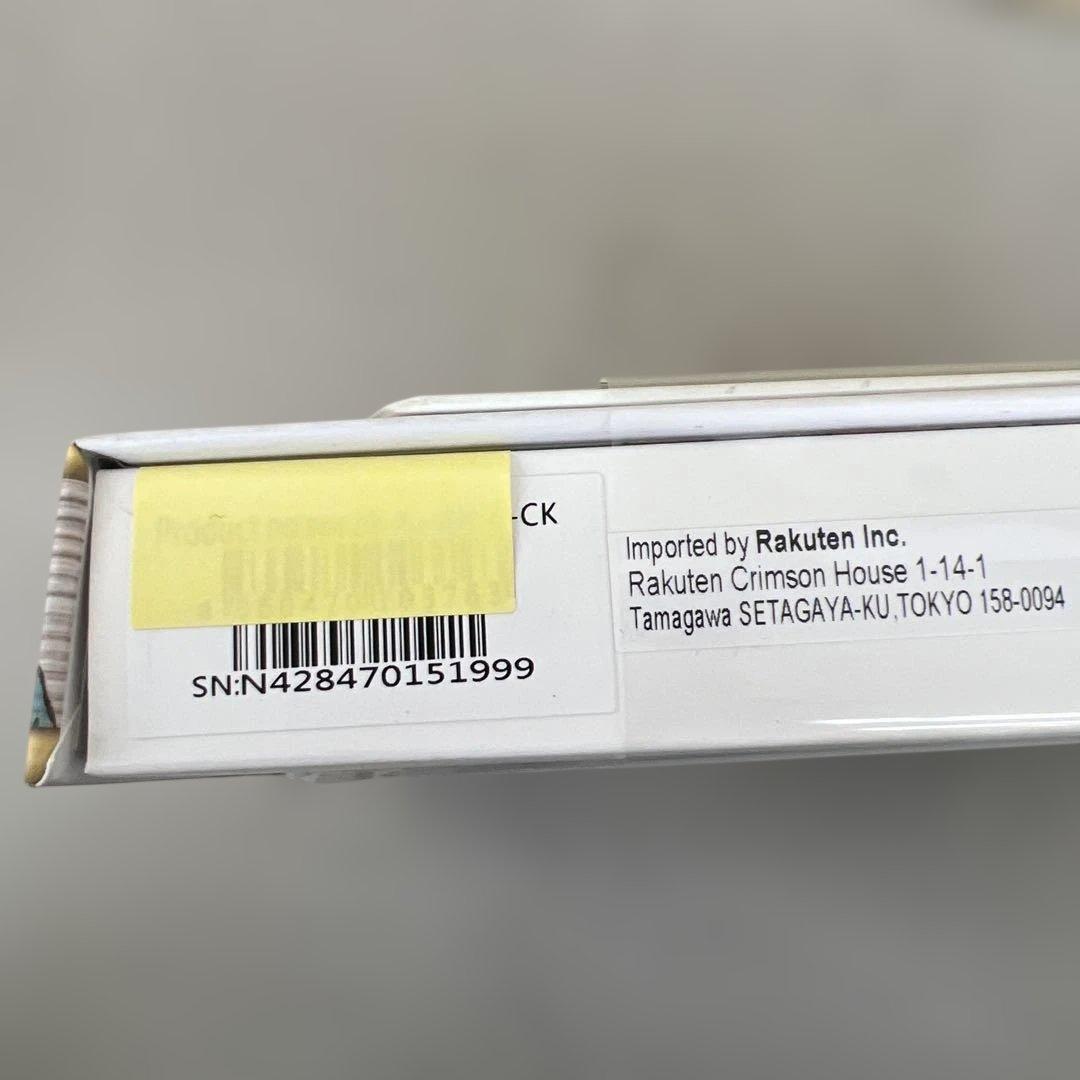 -CK
SN:N428470151999
Imported by Rakuten Inc.
Rakuten Crimson House 1-14-1
Tamagawa SETAGAYA-KU,TOKYO 158-0094